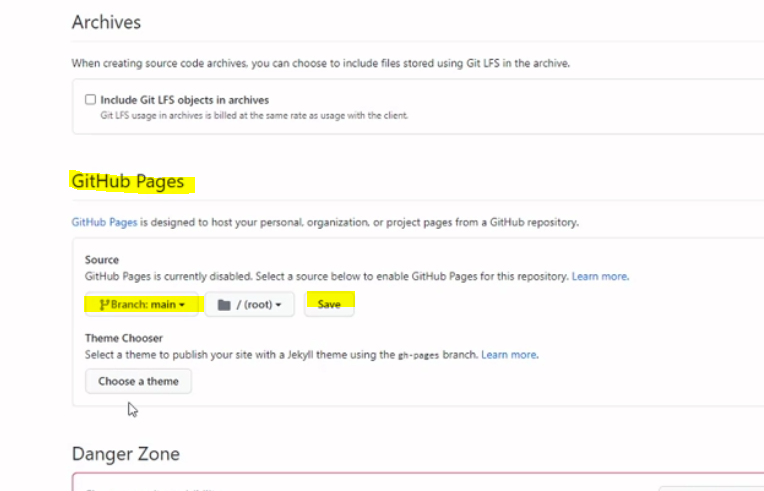 Archives
When creating source code archives, you can choose to include files stored using Git LFS in the archive.
Include Git LFS objects in archives
Git LFS usage in archives is billed at the same rate as usage with the client.
GitHub Pages
GitHub Pages is designed to host your personal, organization, or project pages from a GitHub repository.
Source
GitHub Pages is currently disabled. Select a source below to enable GitHub Pages for this repository. Learn more.
Branch: main / (root) Save
Theme Chooser
Select a theme to publish your site with a Jekyll theme using the gh-pages branch. Learn more.
Choose a theme
Danger Zone